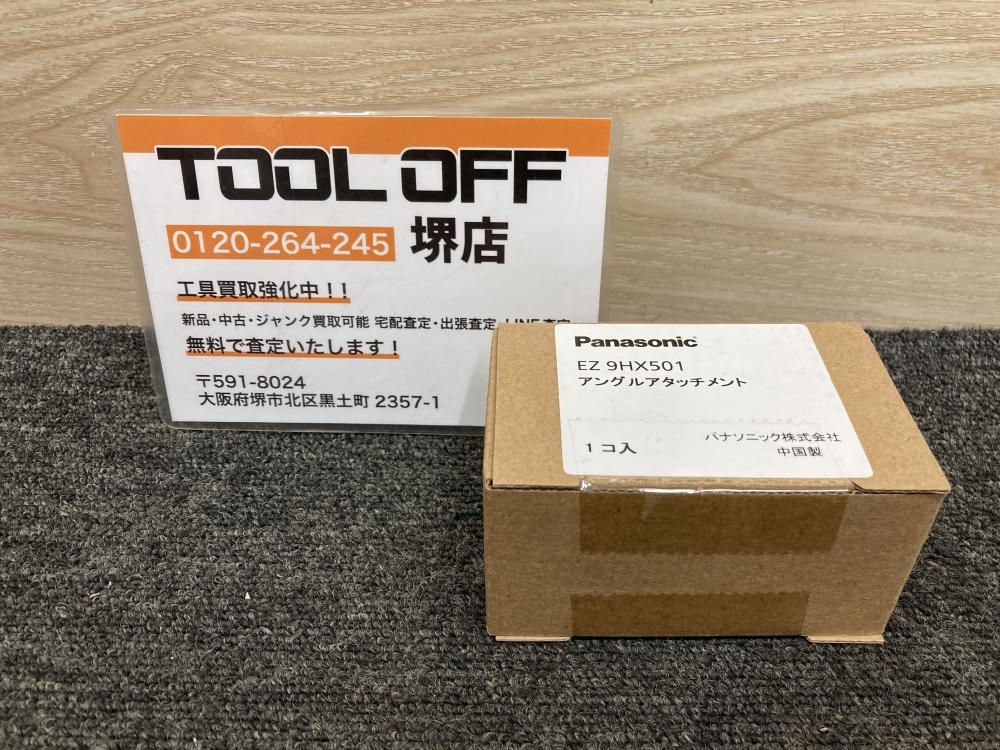 TOOL OFF
0120-264-245 堺店
工具買取強化中！！
新品・中古・ジャンク買取可能 宅配査定・出張査定・LINE査定
無料で査定いたします！
〒591-8024
大阪府堺市北区黒土町 2357-1
Panasonic
EZ 9HX501
アングルアタッチメント
1コ入
パナソニック株式会社
中国製